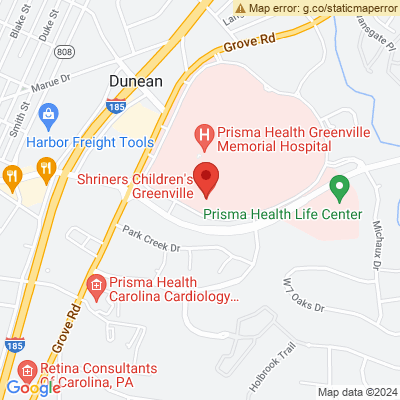 Map error: g.co/staticmaperror
Blake St
Duke St
Grove Rd
808
Marue Dr
Dunean
185
Smith St
Harbor Freight Tools
Prisma Health Greenville
Memorial Hospital
Shriners Children's
Greenville
Prisma Health Life Center
Michaux Dr
Park Creek Dr
Prisma Health
Carolina Cardiology...
W 7 Oaks Dr
Grove Rd
185
Holbrook Trail
Retina Consultants
Of Carolina, PA
Google
Map data ©2024